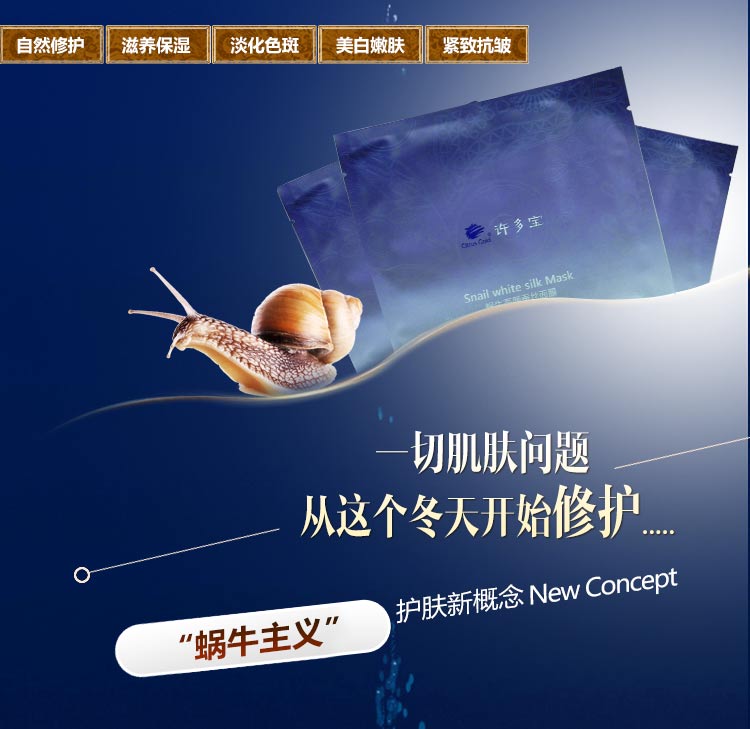 自然修护
滋养保湿
淡化色斑
美白嫩肤
紧致抗皱
许多宝
Snail white silk Mask
一切肌肤问题
从这个冬天开始修护.....
护肤新概念 New Concept
“蜗牛主义”